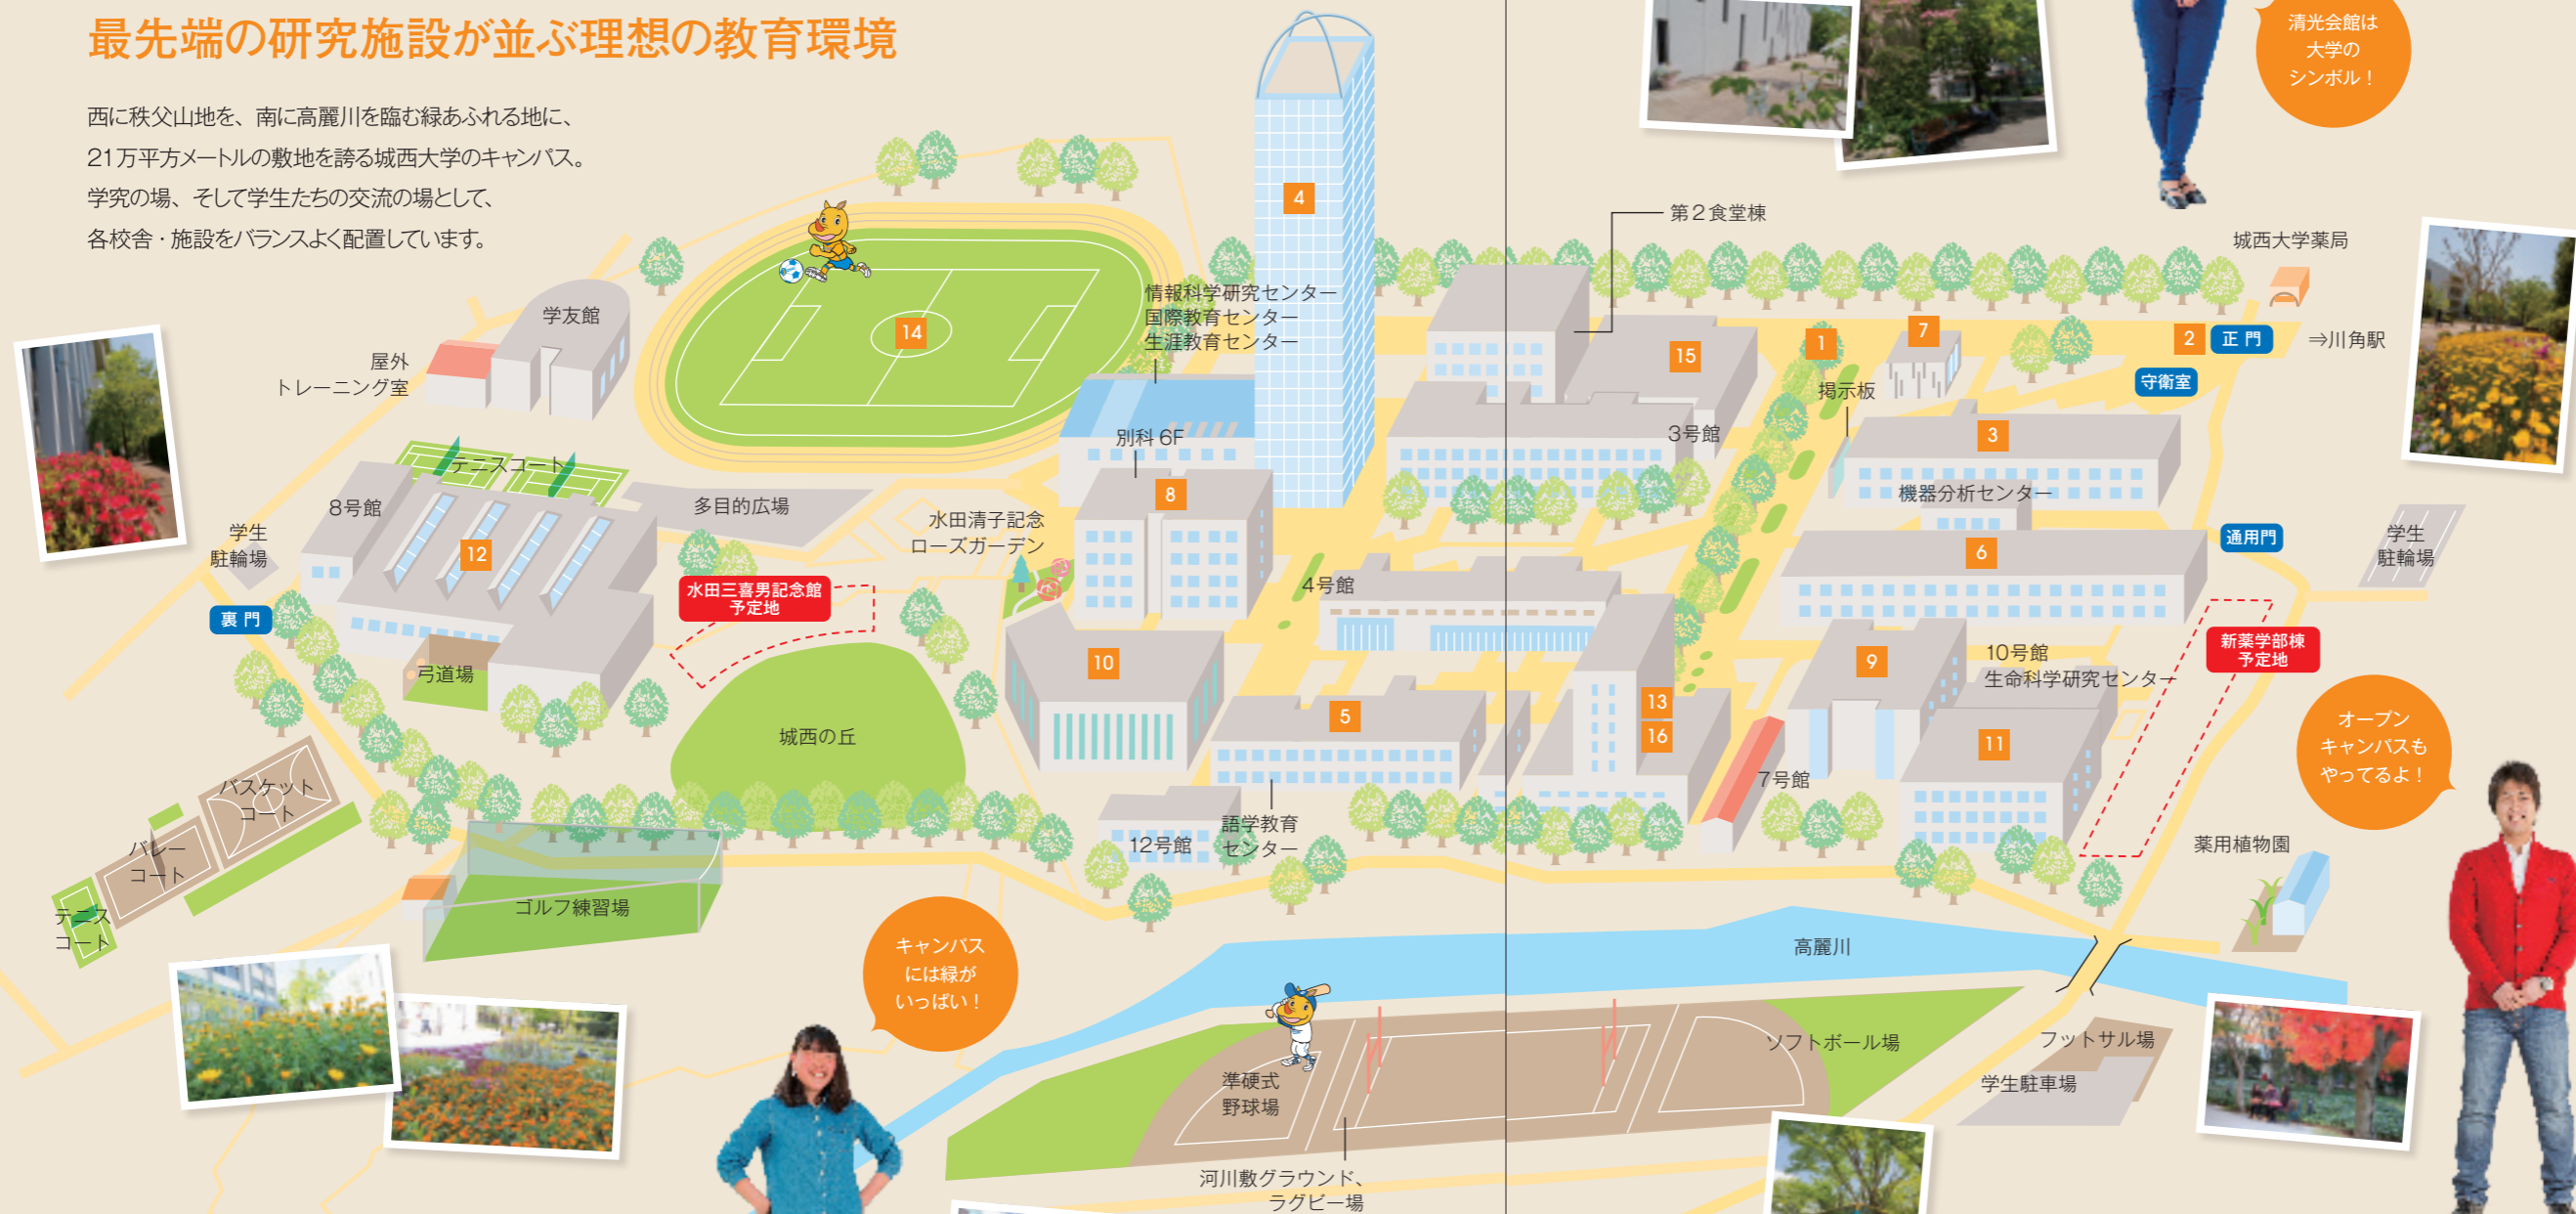 最先端の研究施設が並ぶ理想の教育環境
西に秩父山地を、南に高麗川を臨む緑あふれる地に、
21万平方メートルの敷地を誇る城西大学のキャンパス。
学究の場、そして学生たちの交流の場として、
各校舎・施設をバランスよく配置しています。
清光会館は
大学の
シンボル！
4
第２食堂棟
城西大学薬局
学友館
14
情報科学研究センター
国際教育センター
生涯教育センター
15
1
7
2
正門
⇒川角駅
守衛室
屋外
トレーニング室
掲示板
3号館
3
別科 6F
テニスコート
8号館
多目的広場
8
機器分析センター
水田清子記念
ローズガーデン
学生
駐輪場
12
6
通用門
学生
駐輪場
水田三喜男記念館
予定地
4号館
裏門
新薬学部棟
予定地
弓道場
10
9
10号館
生命科学研究センター
5
13
16
11
城西の丘
オープン
キャンパスも
やってるよ！
7号館
バスケット
コート
バレー
コート
テニス
コート
12号館
語学教育
センター
薬用植物園
ゴルフ練習場
キャンパス
には緑が
いっぱい！
高麗川
ソフトボール場
フットサル場
学生駐車場
準硬式
野球場
河川敷グラウンド、
ラグビー場